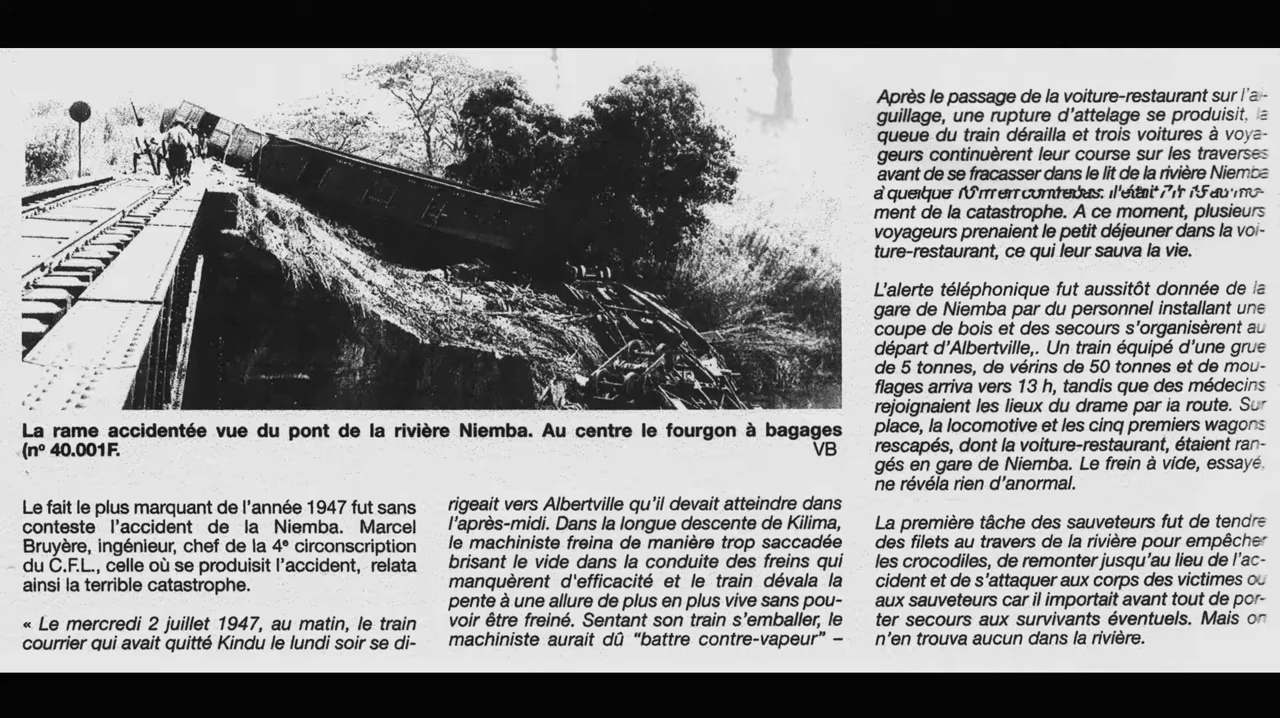 La rame accidentée vue du pont de la rivière Niemba. Au centre le fourgon à bagages
(nº 40.001F.
VB
Le fait le plus marquant de l'année 1947 fut sans
conteste l'accident de la Niemba. Marcel
Bruyère, ingénieur, chef de la 4e circonscription
du C.F.L., celle où se produisit l'accident, relata
ainsi la terrible catastrophe.
« Le mercredi 2 juillet 1947, au matin, le train
courrier qui avait quitté Kindu le lundi soir se di-
rigeait vers Albertville qu'il devait atteindre dans
l'après-midi. Dans la longue descente de Kilima,
le machiniste freina de manière trop saccadée
brisant le vide dans la conduite des freins qui
manquèrent d'efficacité et le train dévala la
pente à une allure de plus en plus vive sans pou-
voir être freiné. Sentant son train s'emballer, le
machiniste aurait dû "battre contre-vapeur" –
Après le passage de la voiture-restaurant sur l'ai-
guillage, une rupture d'attelage se produisit, la
queue du train dérailla et trois voitures à voya-
geurs continuèrent leur course sur les traverses
avant de se fracasser dans le lit de la rivière Niemba
à quelque m en contrebas. Il était 7 h 15 au mo-
ment de la catastrophe. A ce moment, plusieurs
voyageurs prenaient le petit déjeuner dans la voi-
ture-restaurant, ce qui leur sauva la vie.
L'alerte téléphonique fut aussitôt donnée de la
gare de Niemba par du personnel installant une
coupe de bois et des secours s'organisèrent au
départ d'Albertville,. Un train équipé d'une grue
de 5 tonnes, de vérins de 50 tonnes et de mou-
flages arriva vers 13 h, tandis que des médecins
rejoignaient les lieux du drame par la route. Sur
place, la locomotive et les cinq premiers wagons
rescapés, dont la voiture-restaurant, étaient ran-
gés en gare de Niemba. Le frein à vide, essayé,
ne révéla rien d'anormal.
La première tâche des sauveteurs fut de tendre
des filets au travers de la rivière pour empêcher
les crocodiles, de remonter jusqu'au lieu de l'ac-
cident et de s'attaquer aux corps des victimes ou
aux sauveteurs car il importait avant tout de por-
ter secours aux survivants éventuels. Mais on
n'en trouva aucun dans la rivière.